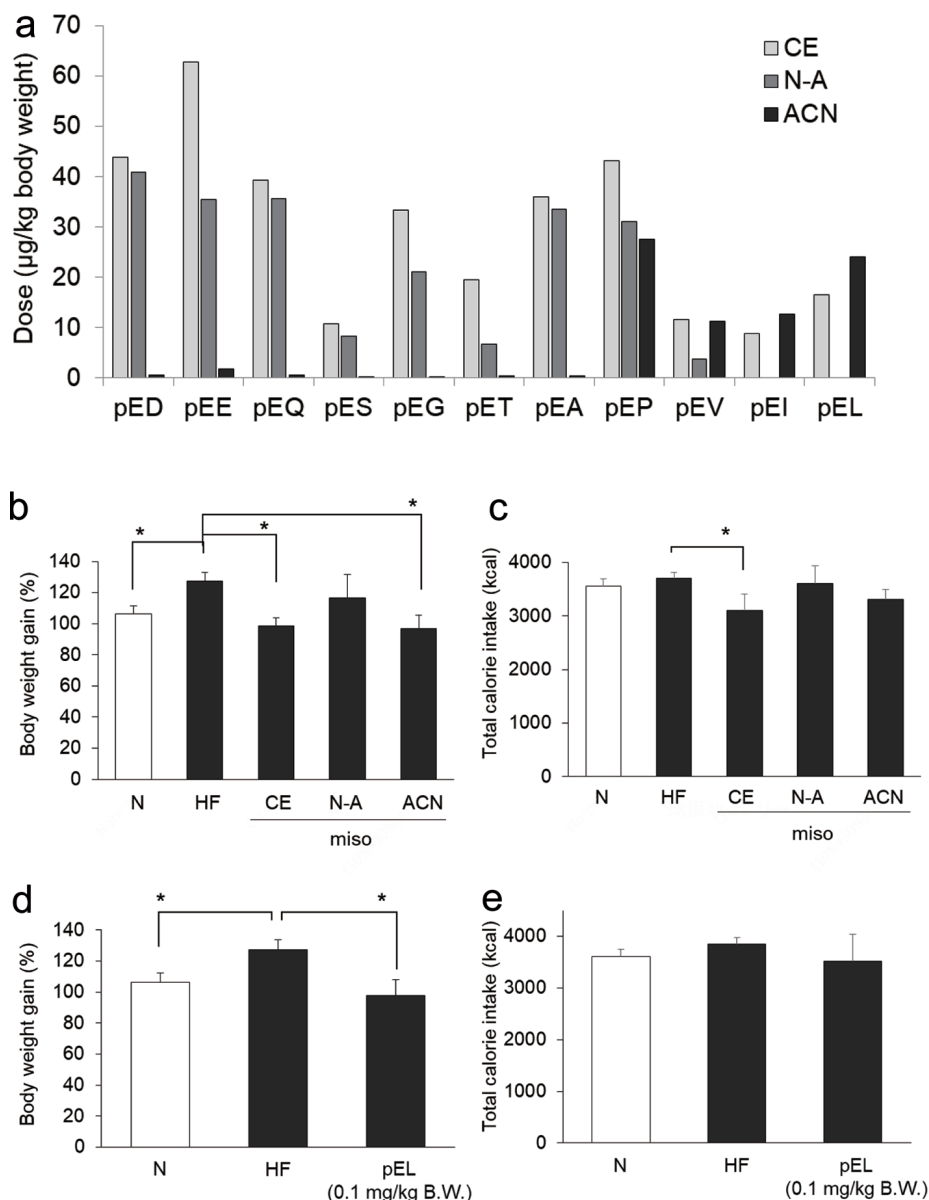 a
Dose (µg/kg body weight)
70
60
50
40
30
20
10
0
CE
N-A
ACN
pED pEE pEQ pES pEG pET pEA pEP pEV pEI pEL
b
Body weight gain (%)
140
120
100
80
60
40
20
0
* * *
N HF CE N-A ACN
miso
c
Total calorie intake (kcal)
4000
3000
2000
1000
0
*
N HF CE N-A ACN
miso
d
Body weight gain (%)
140
120
100
80
60
40
20
0
* *
N HF pEL
(0.1 mg/kg B.W.)
e
Total calorie intake (kcal)
4000
3000
2000
1000
0
N HF pEL
(0.1 mg/kg B.W.)